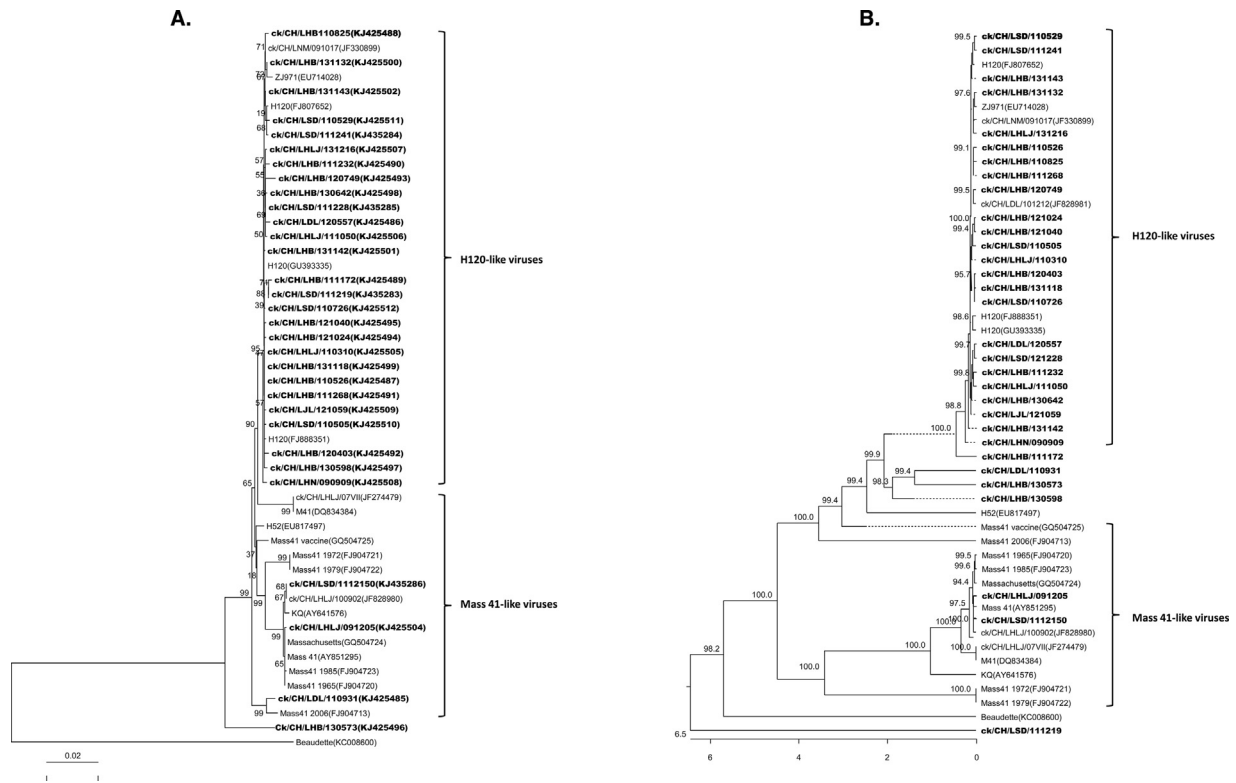 A.
ck/CH/LHB110825(KJ425488)
ck/CH/LNM/091017(JF330899)
ck/CH/LHB/131132(KJ425500)
ZJ971(EU714028)
ck/CH/LHB/131143(KJ425502)
H120(FJ807652)
ck/CH/LSD/110529(KJ425511)
ck/CH/LSD/111241(KJ435284)
ck/CH/LHLJ/131216(KJ425507)
ck/CH/LHB/111232(KJ425490)
ck/CH/LHB/120749(KJ425493)
ck/CH/LHB/130642(KJ425498)
ck/CH/LSD/111228(KJ435285)
ck/CH/LDL/120557(KJ425486)
ck/CH/LHLJ/111050(KJ425506)
ck/CH/LHB/131142(KJ425501)
H120(GU393335)
ck/CH/LHB/111172(KJ425489)
ck/CH/LSD/111219(KJ435283)
ck/CH/LSD/110726(KJ425512)
ck/CH/LHB/121040(KJ425495)
ck/CH/LHB/121024(KJ425494)
ck/CH/LHLJ/110310(KJ425505)
ck/CH/LHB/131118(KJ425499)
ck/CH/LHB/110526(KJ425487)
ck/CH/LHB/111268(KJ425491)
ck/CH/LJL/121059(KJ425509)
ck/CH/LSD/110505(KJ425510)
H120(FJ888351)
ck/CH/LHB/120403(KJ425492)
ck/CH/LHB/130598(KJ425497)
ck/CH/LHN/090909(KJ425508)
ck/CH/LHLJ/07VII(JF274479)
M41(DQ834384)
H52(EU817497)
Mass41 vaccine(GQ504725)
Mass41 1972(FJ904721)
Mass41 1979(FJ904722)
ck/CH/LSD/1112150(KJ435286)
ck/CH/LHLJ/100902(JF828980)
KQ(AY641576)
ck/CH/LHLJ/091205(KJ425504)
Massachusetts(GQ504724)
Mass 41(AY851295)
Mass41 1985(FJ904723)
Mass41 1965(FJ904720)
ck/CH/LDL/110931(KJ425485)
Mass41 2006(FJ904713)
Ck/CH/LHB/130573(KJ425496)
Beaudette(KC008600)
71
19
68
57
55
36
69
50
88
39
57
90
65
99
37
18
99
99
99
68
67
99
65
99
H120-like viruses
Mass 41-like viruses
0.02
B.
ck/CH/LSD/110529
ck/CH/LSD/111241
H120(FJ807652)
ck/CH/LHB/131143
ck/CH/LHB/131132
ZJ971(EU714028)
ck/CH/LNM/091017(JF330899)
ck/CH/LHLJ/131216
ck/CH/LHB/110526
ck/CH/LHB/110825
ck/CH/LHB/111268
ck/CH/LHB/120749
ck/CH/LDL/101212(JF828981)
ck/CH/LHB/121024
ck/CH/LHB/121040
ck/CH/LSD/110505
ck/CH/LHLJ/110310
ck/CH/LHB/120403
ck/CH/LHB/131118
ck/CH/LSD/110726
H120(FJ888351)
H120(GU393335)
ck/CH/LDL/120557
ck/CH/LSD/121228
ck/CH/LHB/111232
ck/CH/LHLJ/111050
ck/CH/LHB/130642
ck/CH/LJL/121059
ck/CH/LHB/131142
ck/CH/LHN/090909
ck/CH/LHB/111172
ck/CH/LDL/110931
ck/CH/LHB/130573
ck/CH/LHB/130598
H52(EU817497)
Mass41 vaccine(GQ504725)
Mass41 2006(FJ904713)
Mass41 1965(FJ904720)
Mass41 1985(FJ904723)
Massachusetts(GQ504724)
ck/CH/LHLJ/091205
Mass 41(AY851295)
ck/CH/LSD/1112150
ck/CH/LHLJ/100902(JF828980)
ck/CH/LHLJ/07VII(JF274479)
M41(DQ834384)
KQ(AY641576)
Mass41 1972(FJ904721)
Mass41 1979(FJ904722)
Beaudette(KC008600)
ck/CH/LSD/111219
99.5
97.6
99.1
99.5
100.0
99.4
95.7
98.6
99.7
99.8
98.8
100.0
99.9
99.4
98.3
99.4
99.4
100.0
99.5
99.6
94.4
97.5
100.0
100.0
100.0
100.0
100.0
98.2
6.5
H120-like viruses
Mass 41-like viruses
6 4 2 0